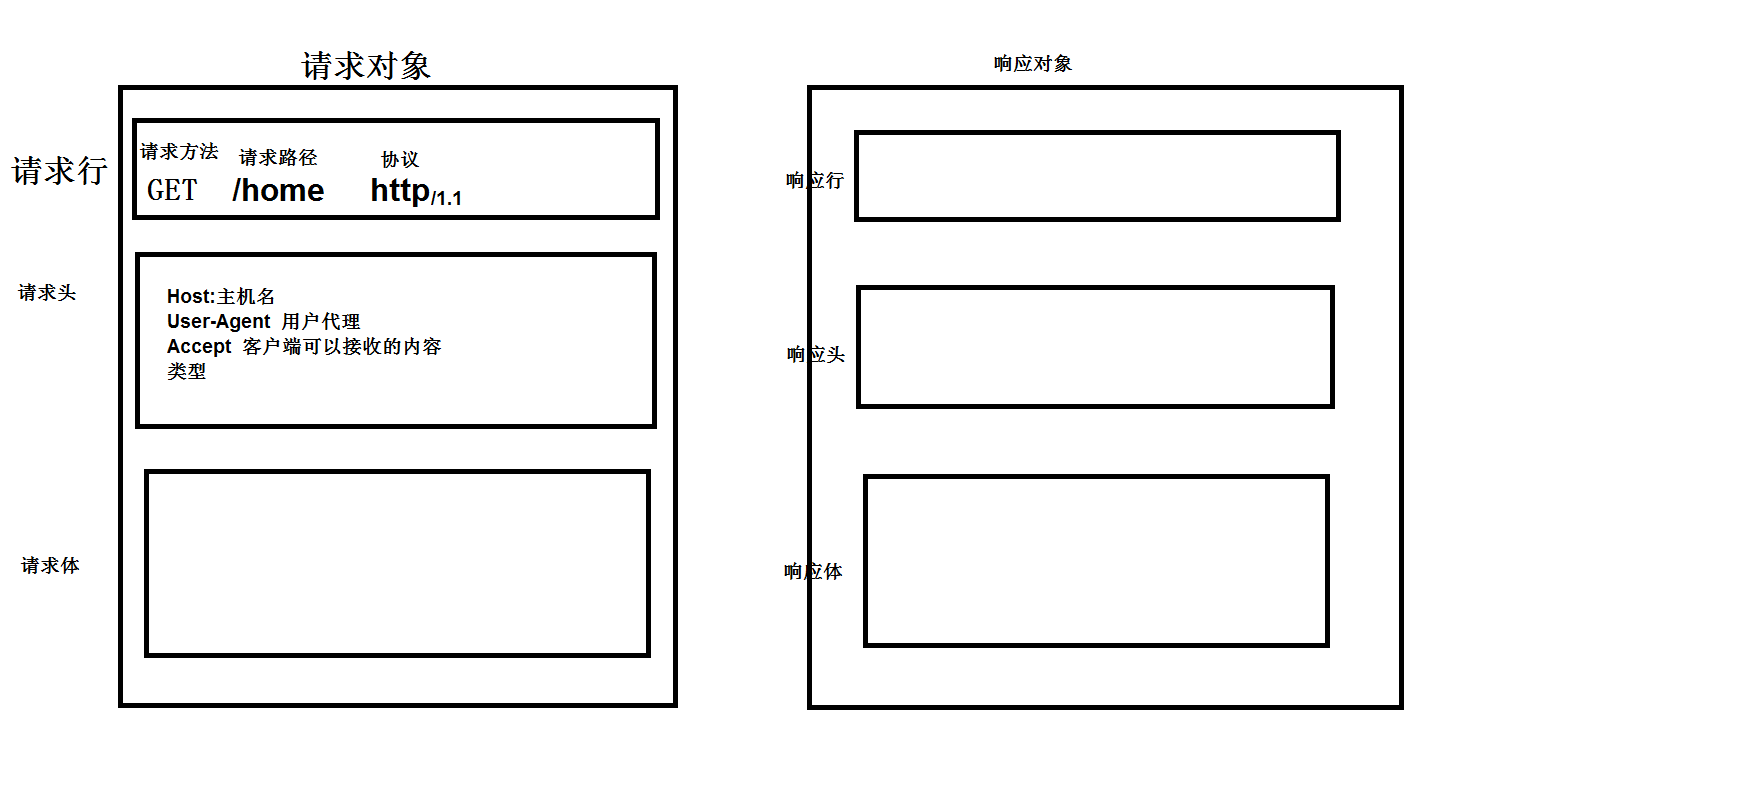 请求对象
请求行
请求方法 请求路径 协议
GET /home http/1.1
请求头
Host:主机名
User-Agent 用户代理
Accept 客户端可以接收的内容
类型
请求体
响应对象
响应行
响应头
响应体